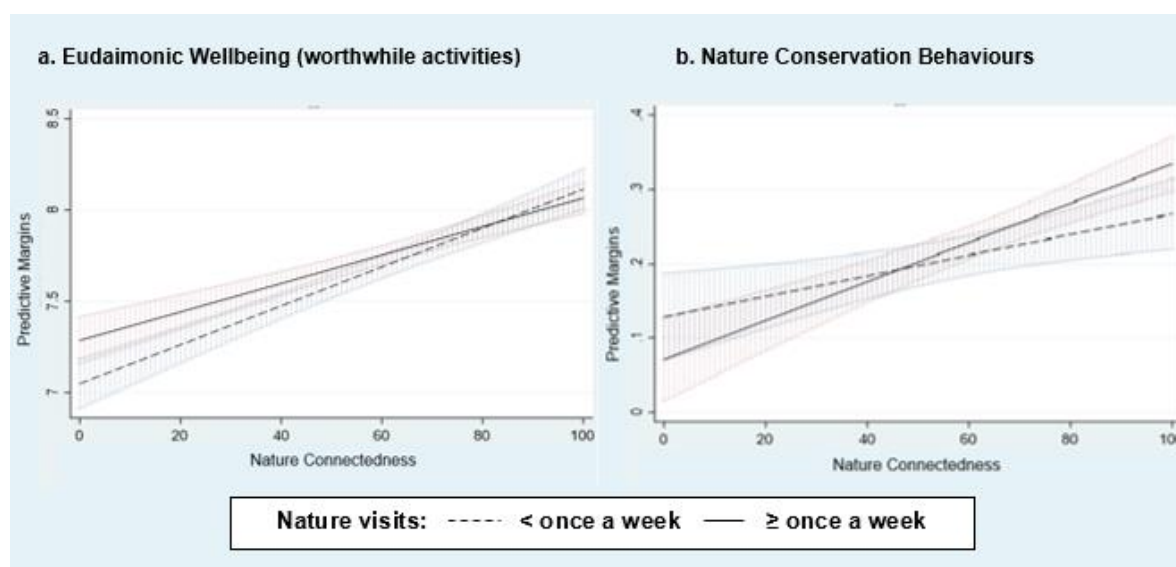 a. Eudaimonic Wellbeing (worthwhile activities)
8.5
8
7.5
7
Predictive Margins
0 20 40 60 80 100
Nature Connectedness
b. Nature Conservation Behaviours
.4
.3
.2
.1
0
Predictive Margins
0 20 40 60 80 10
Nature Connectedness
Nature visits: < once a week ≥ once a week